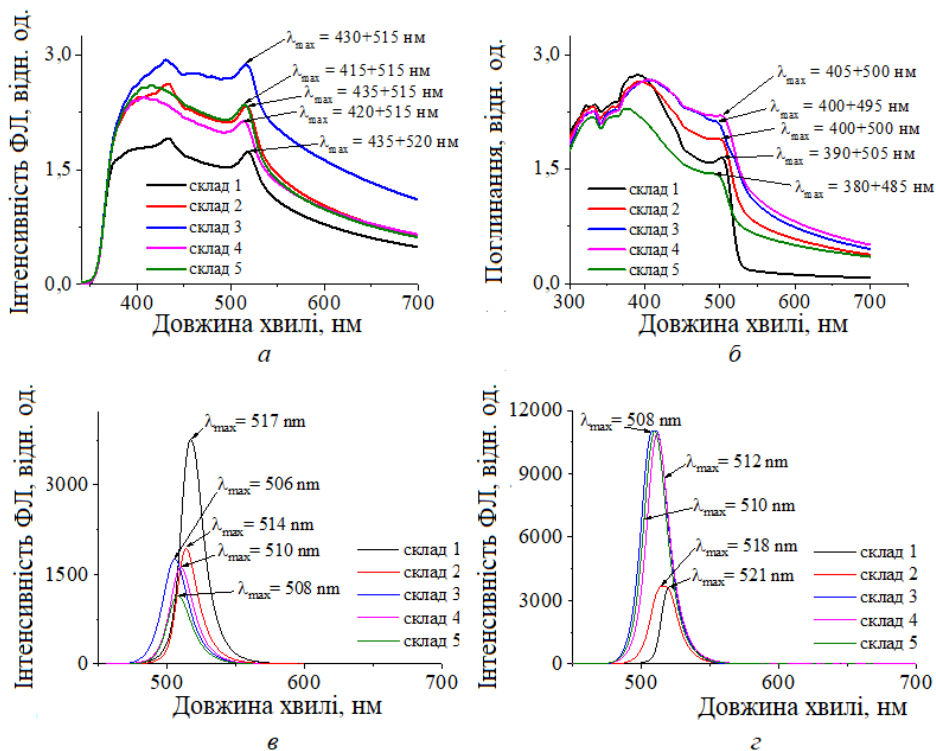 Інтенсивність ФЛ, відн. од.
3,0
1,5
0,0
400
500
600
700
Довжина хвилі, нм
λmax = 430+515 нм
λmax = 415+515 нм
λmax = 435+515 нм
λmax = 420+515 нм
λmax = 435+520 нм
склад 1
склад 2
склад 3
склад 4
склад 5
а
Поглинання, відн. од.
3,0
1,5
0,0
300
400
500
600
700
Довжина хвилі, нм
λmax = 405+500 нм
λmax = 400+495 нм
λmax = 400+500 нм
λmax = 390+505 нм
λmax = 380+485 нм
склад 1
склад 2
склад 3
склад 4
склад 5
б
Інтенсивність ФЛ, відн. од.
3000
1500
0
500
600
700
Довжина хвилі, нм
λmax= 517 nm
λmax= 506 nm
λmax= 514 nm
λmax= 510 nm
λmax= 508 nm
склад 1
склад 2
склад 3
склад 4
склад 5
в
Інтенсивність ФЛ, відн. од.
12000
9000
6000
3000
0
500
600
700
Довжина хвилі, нм
λmax= 508 nm
λmax= 512 nm
λmax= 510 nm
λmax= 518 nm
λmax= 521 nm
склад 1
склад 2
склад 3
склад 4
склад 5
г